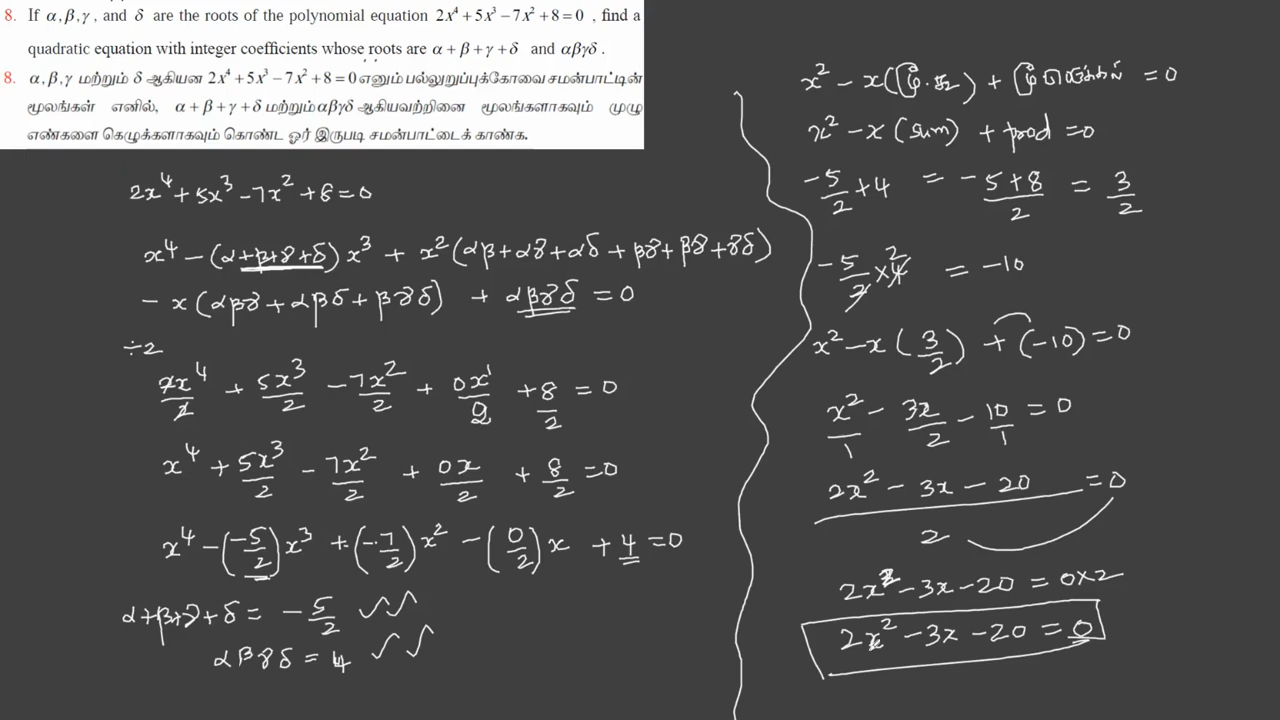 8. If α, β, γ, and δ are the roots of the polynomial equation 2x⁴+5x³−7x²+8=0 , find a
quadratic equation with integer coefficients whose roots are α+β+γ+δ and αβγδ.
8. α, β, γ மற்றும் δ ஆகியன 2x⁴+5x³−7x²+8=0 எனும் பல்லுறுப்புக்கோவை சமன்பாட்டின்
மூலங்கள் எனில், α+β+γ+δ மற்றும் αβγδ ஆகியவற்றினை மூலங்களாகவும் முழு
எண்களை கெழுக்களாகவும் கொண்ட ஓர் இருபடி சமன்பாட்டைக் காண்க.
2x⁴+5x³-7x²+8=0
x⁴-(α+β+γ+δ)x³ + x²(αβ+αγ+αδ+βγ+βδ+γδ)
-x(αβγ+αβδ+βγδ) + αβγδ =0
÷2
2x⁴/2 + 5x³/2 -7x²/2 + 0x¹/2 +8/2 =0
x⁴+5x³/2 -7x²/2 +0x/2 +8/2=0
x⁴-(-5/2)x³+(-7/2)x²-(0/2)x +4=0
α+β+γ+δ= -5/2
αβγδ=4
x²-x(மூ.கூ)+மூ பெருக்கல்=0
x²-x(sum)+prod=0
-5/2+4 = -5+8/2 = 3/2
-5/2×4² = -10
x²-x(3/2)+(-10)=0
x²/1-3x/2-10/1=0
2x²-3x-20/2=0
2x²-3x-20=0×2
2x²-3x-20=0